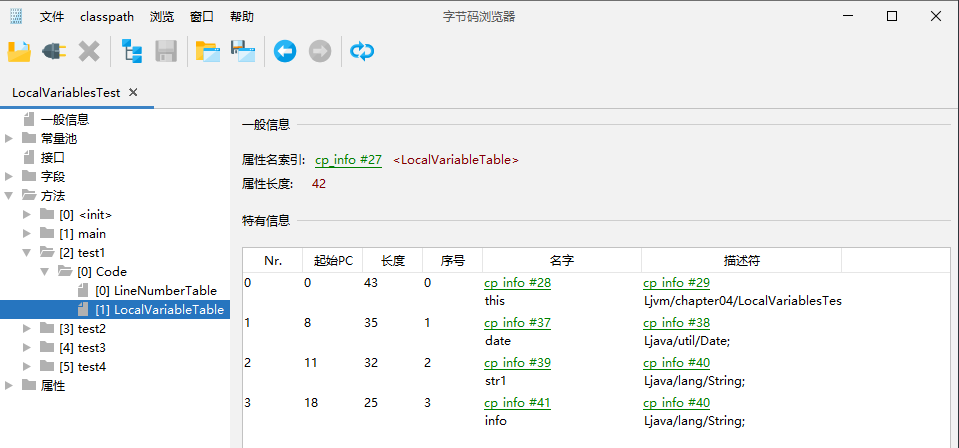 文件 classpath 浏览 窗口 帮助 字节码浏览器
LocalVariablesTest
一般信息
常量池
接口
字段
方法
[0] <init>
[1] main
[2] test1
[0] Code
[0] LineNumberTable
[1] LocalVariableTable
[3] test2
[4] test3
[5] test4
属性
一般信息
属性名索引: cp_info #27 <LocalVariableTable>
属性长度: 42
特有信息
Nr. 起始PC 长度 序号 名字 描述符
0 0 43 0 cp info #28 cp info #29
this Ljvm/chapter04/LocalVariablesTes
1 8 35 1 cp info #37 cp info #38
date Ljava/util/Date;
2 11 32 2 cp info #39 cp info #40
str1 Ljava/lang/String;
3 18 25 3 cp info #41 cp info #40
info Ljava/lang/String;